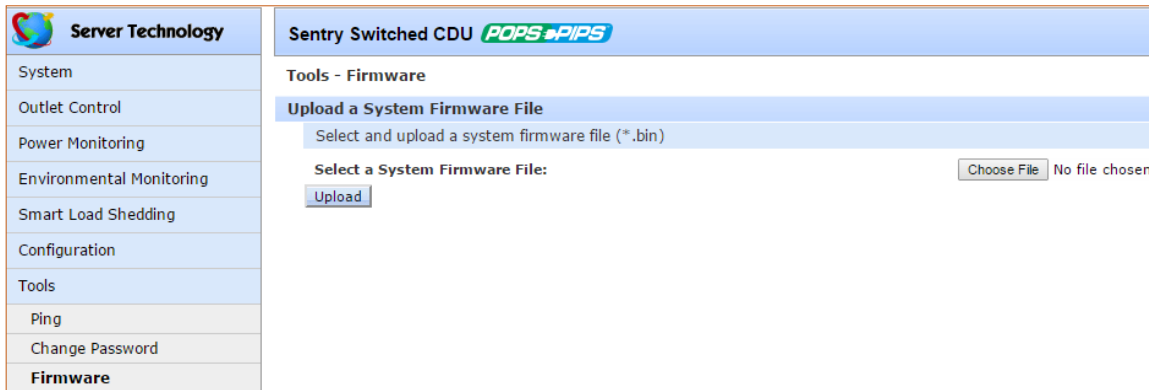 Server Technology
Sentry Switched CDU POPS PIPS
System
Outlet Control
Power Monitoring
Environmental Monitoring
Smart Load Shedding
Configuration
Tools
Ping
Change Password
Firmware
Tools - Firmware
Upload a System Firmware File
Select and upload a system firmware file (*.bin)
Select a System Firmware File: Choose File No file chosen
Upload